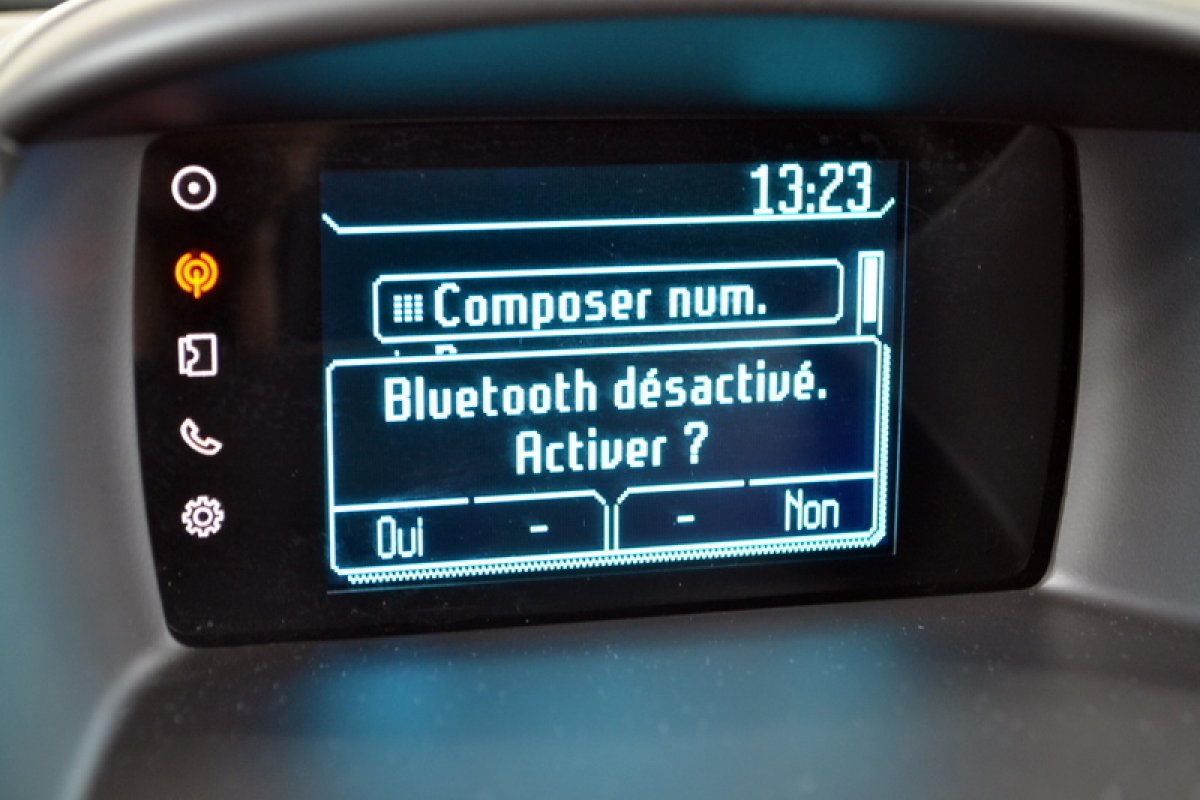 13:23
Composer num.
Bluetooth désactivé.
Activer ?
Oui - - Non